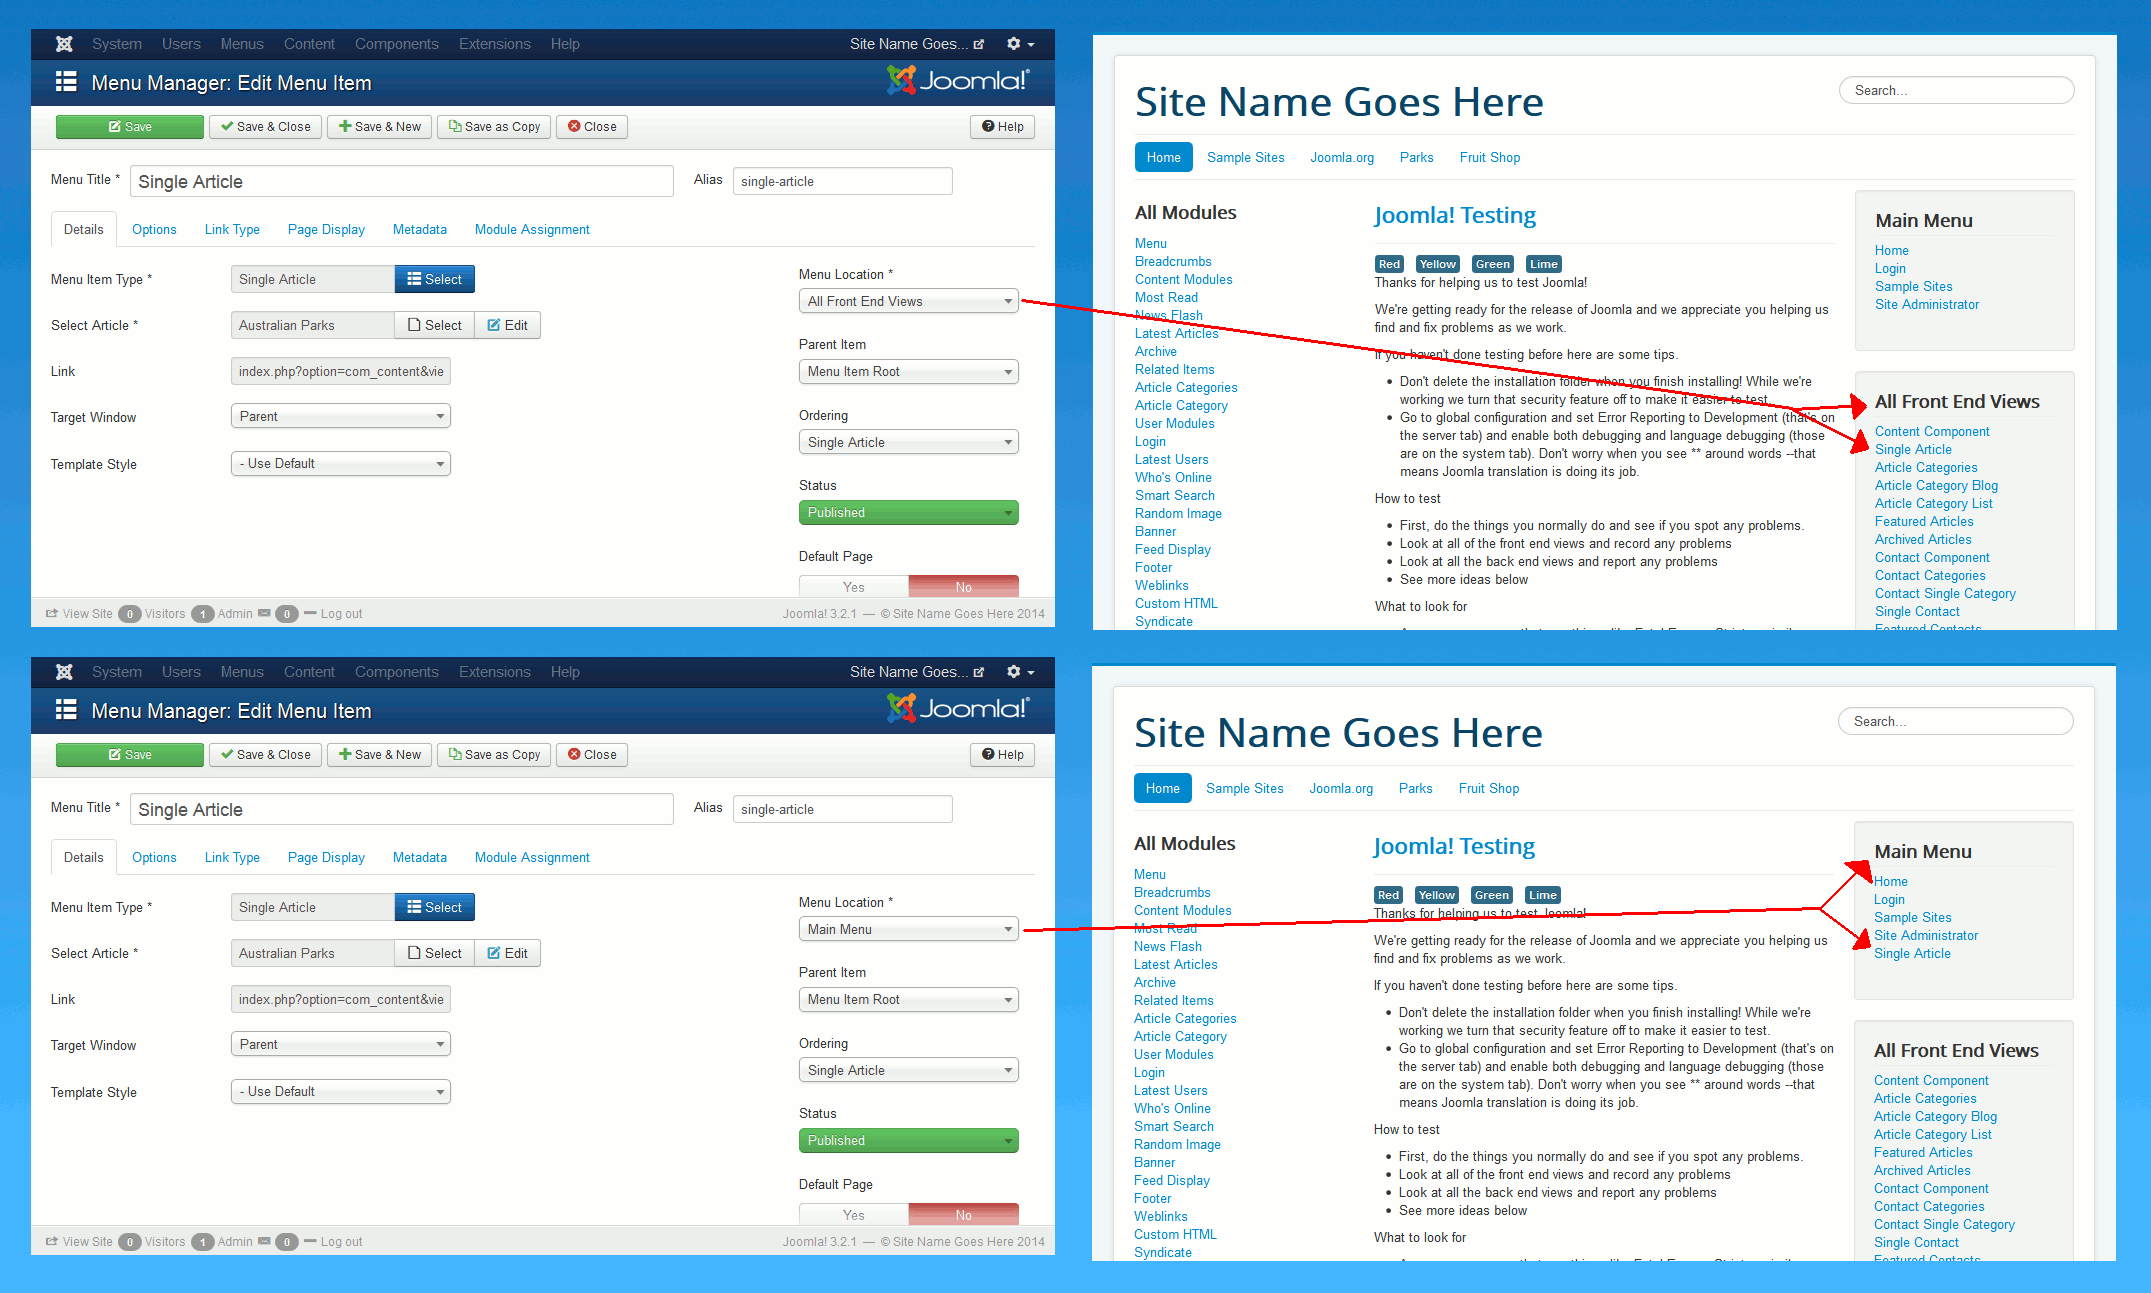 System Users Menus Content Components Extensions Help Site Name Goes...
Menu Manager: Edit Menu Item Joomla!®
Save Save & Close Save & New Save as Copy Close Help
Menu Title * Single Article Alias single-article
Details Options Link Type Page Display Metadata Module Assignment
Menu Item Type * Single Article Select
Select Article * Australian Parks Select Edit
Link index.php?option=com_content&vie
Target Window Parent
Template Style - Use Default
Menu Location *
All Front End Views
Parent Item
Menu Item Root
Ordering
Single Article
Status
Published
Default Page
Yes No
View Site 0 Visitors 1 Admin 0 Log out Joomla! 3.2.1 — © Site Name Goes Here 2014
Site Name Goes Here
Search...
Home Sample Sites Joomla.org Parks Fruit Shop
All Modules
Menu
Breadcrumbs
Content Modules
Most Read
News Flash
Latest Articles
Archive
Related Items
Article Categories
Article Category
User Modules
Login
Latest Users
Who's Online
Smart Search
Random Image
Banner
Feed Display
Footer
Weblinks
Custom HTML
Syndicate
Joomla! Testing
Red Yellow Green Lime
Thanks for helping us to test Joomla!
We're getting ready for the release of Joomla and we appreciate you helping us
find and fix problems as we work.
If you haven't done testing before here are some tips.
• Don't delete the installation folder when you finish installing! While we're
working we turn that security feature off to make it easier to test.
• Go to global configuration and set Error Reporting to Development (that's on
the server tab) and enable both debugging and language debugging (those
are on the system tab). Don't worry when you see ** around words --that
means Joomla translation is doing its job.
How to test
• First, do the things you normally do and see if you spot any problems.
• Look at all of the front end views and record any problems
• Look at all the back end views and report any problems
• See more ideas below
What to look for
Main Menu
Home
Login
Sample Sites
Site Administrator
All Front End Views
Content Component
Single Article
Article Categories
Article Category Blog
Article Category List
Featured Articles
Archived Articles
Contact Component
Contact Categories
Contact Single Category
Single Contact
Featured Contacts
System Users Menus Content Components Extensions Help Site Name Goes...
Menu Manager: Edit Menu Item Joomla!®
Save Save & Close Save & New Save as Copy Close Help
Menu Title * Single Article Alias single-article
Details Options Link Type Page Display Metadata Module Assignment
Menu Item Type * Single Article Select
Select Article * Australian Parks Select Edit
Link index.php?option=com_content&vie
Target Window Parent
Template Style - Use Default
Menu Location *
Main Menu
Parent Item
Menu Item Root
Ordering
Single Article
Status
Published
Default Page
Yes No
View Site 0 Visitors 1 Admin 0 Log out Joomla! 3.2.1 — © Site Name Goes Here 2014
Site Name Goes Here
Search...
Home Sample Sites Joomla.org Parks Fruit Shop
All Modules
Menu
Breadcrumbs
Content Modules
Most Read
News Flash
Latest Articles
Archive
Related Items
Article Categories
Article Category
User Modules
Login
Latest Users
Who's Online
Smart Search
Random Image
Banner
Feed Display
Footer
Weblinks
Custom HTML
Syndicate
Joomla! Testing
Red Yellow Green Lime
Thanks for helping us to test Joomla!
We're getting ready for the release of Joomla and we appreciate you helping us
find and fix problems as we work.
If you haven't done testing before here are some tips.
• Don't delete the installation folder when you finish installing! While we're
working we turn that security feature off to make it easier to test.
• Go to global configuration and set Error Reporting to Development (that's on
the server tab) and enable both debugging and language debugging (those
are on the system tab). Don't worry when you see ** around words --that
means Joomla translation is doing its job.
How to test
• First, do the things you normally do and see if you spot any problems.
• Look at all of the front end views and record any problems
• Look at all the back end views and report any problems
• See more ideas below
What to look for
Main Menu
Home
Login
Sample Sites
Site Administrator
Single Article
All Front End Views
Content Component
Article Categories
Article Category Blog
Article Category List
Featured Articles
Archived Articles
Contact Component
Contact Categories
Contact Single Category
Single Contact
Featured Contacts